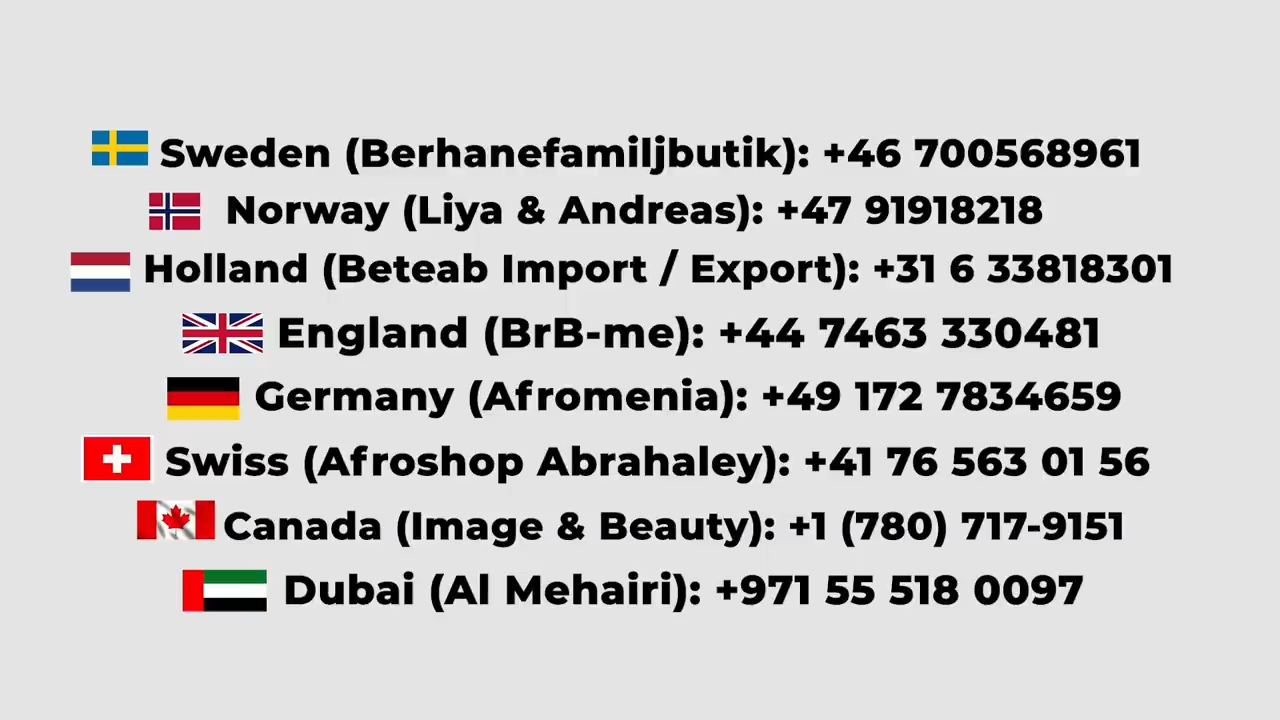 Sweden (Berhanefamiljbutik): +46 700568961
Norway (Liya & Andreas): +47 91918218
Holland (Beteab Import / Export): +31 6 33818301
England (BrB-me): +44 7463 330481
Germany (Afromenia): +49 172 7834659
Swiss (Afroshop Abrahaley): +41 76 563 01 56
Canada (Image & Beauty): +1 (780) 717-9151
Dubai (Al Mehairi): +971 55 518 0097